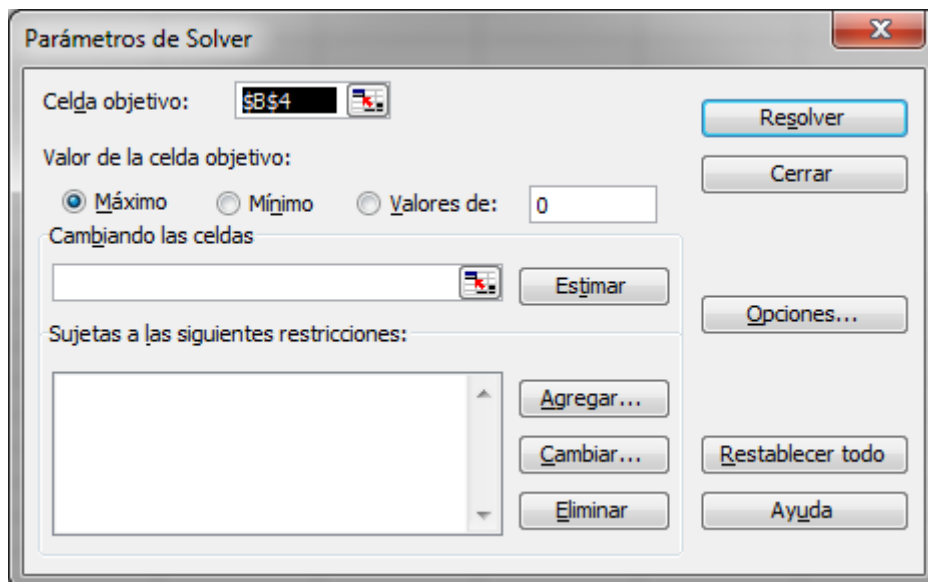 Parámetros de Solver
Celda objetivo: $B$4
Resolver
Valor de la celda objetivo:
Cerrar
Máximo Mínimo Valores de: 0
Cambiando las celdas
Estimar
Opciones...
Sujetas a las siguientes restricciones:
Agregar...
Cambiar...
Restablecer todo
Eliminar
Ayuda